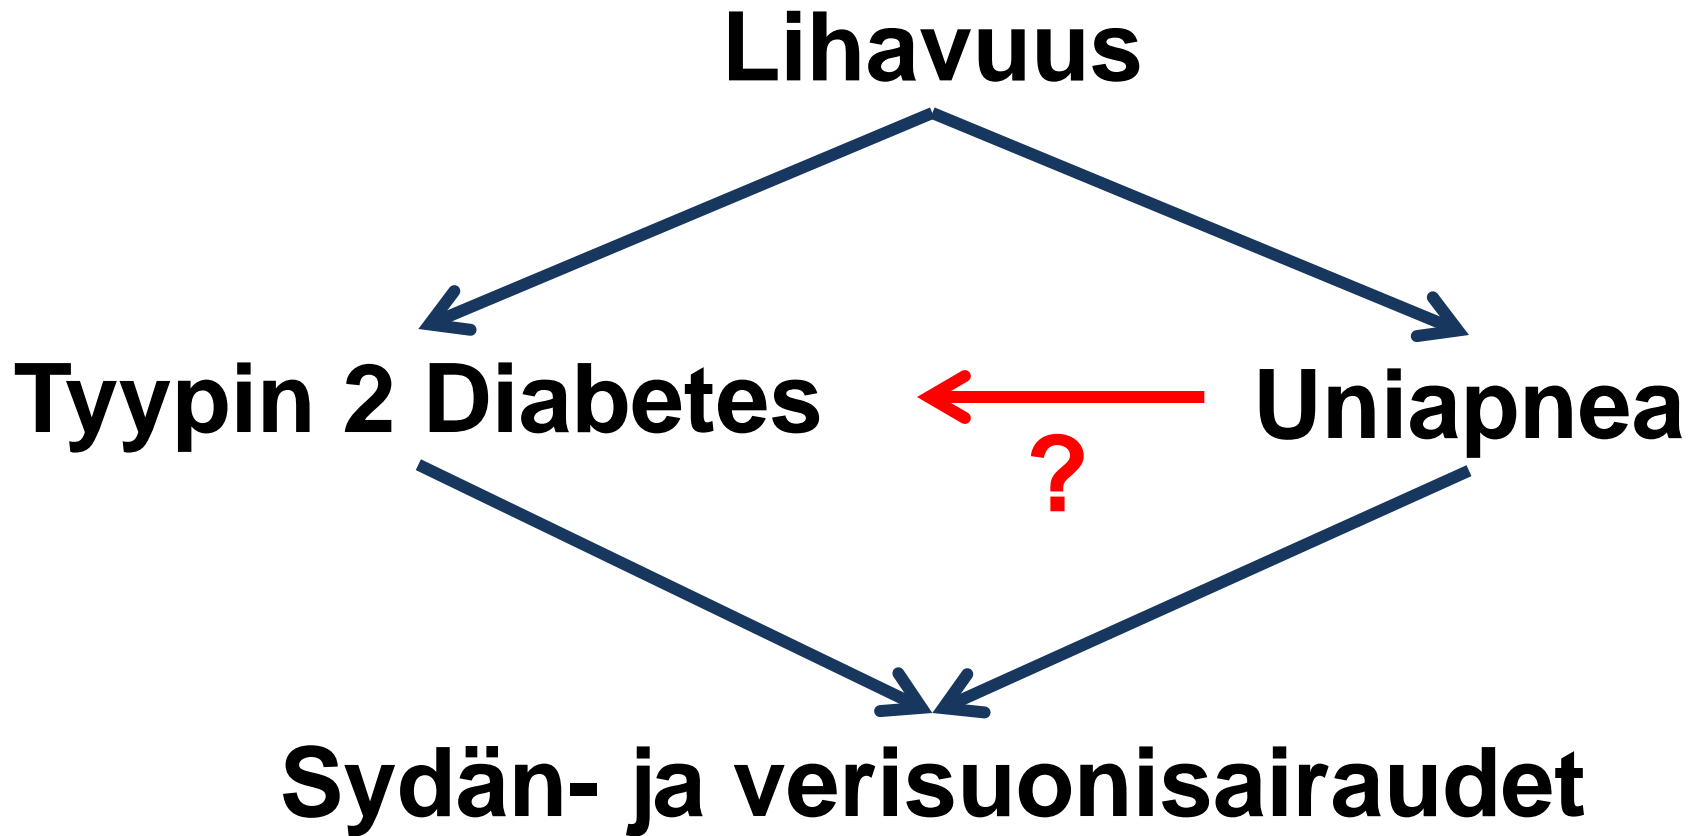 Lihavuus
Tyypin 2 Diabetes
Uniapnea
?
Sydän- ja verisuonisairaudet